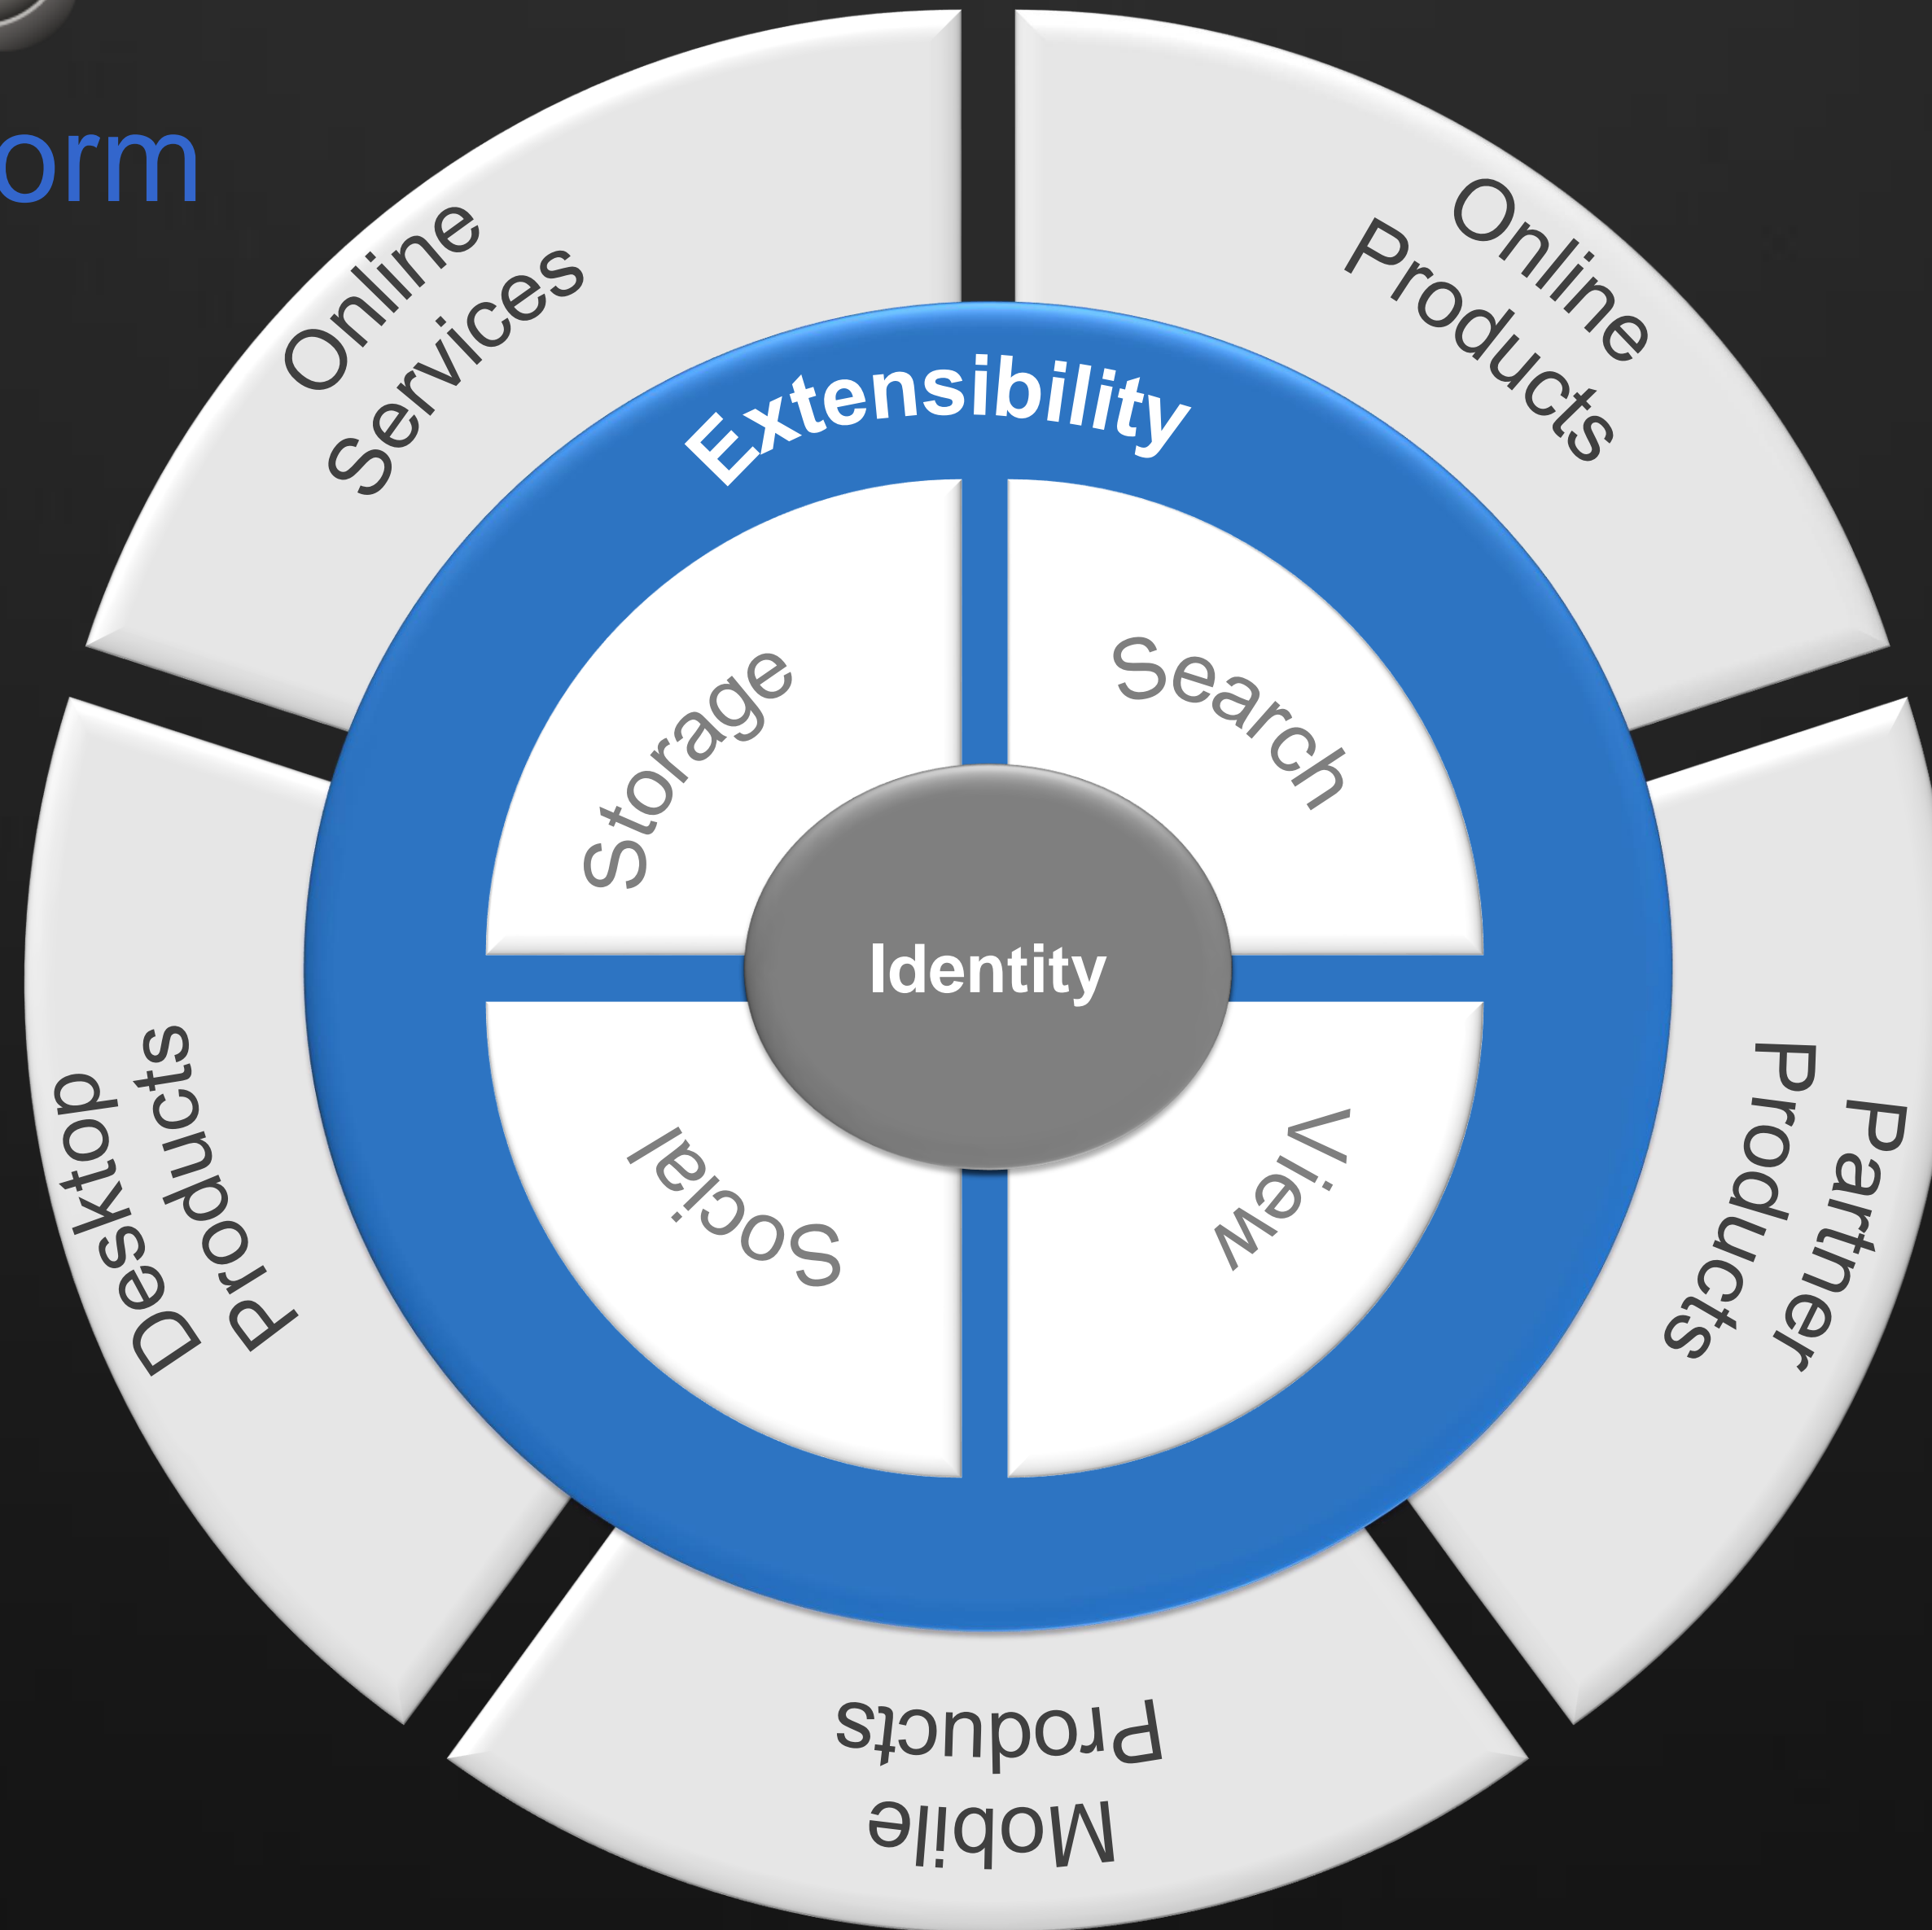 orm
Online
Services
Online
Products
Extensibility
Storage
Search
Identity
Social
View
Desktop
Products
Partner
Products
Mobile
Products